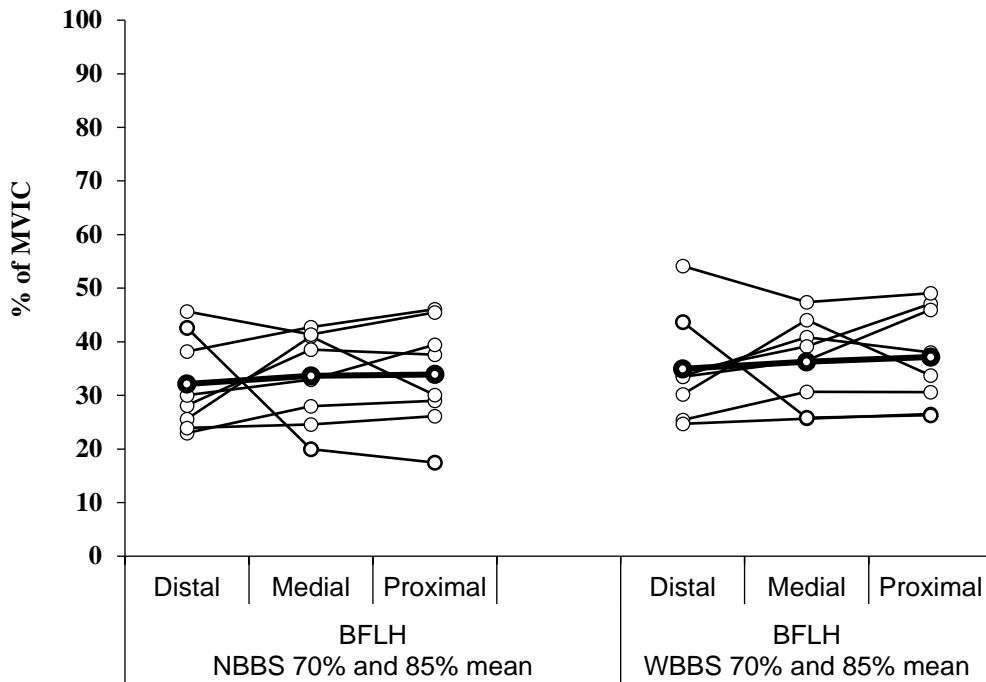 100
90
80
70
60
50
40
30
20
10
0
% of MVIC
Distal Medial Proximal Distal Medial Proximal
BFLH BFLH
NBBS 70% and 85% mean WBBS 70% and 85% mean